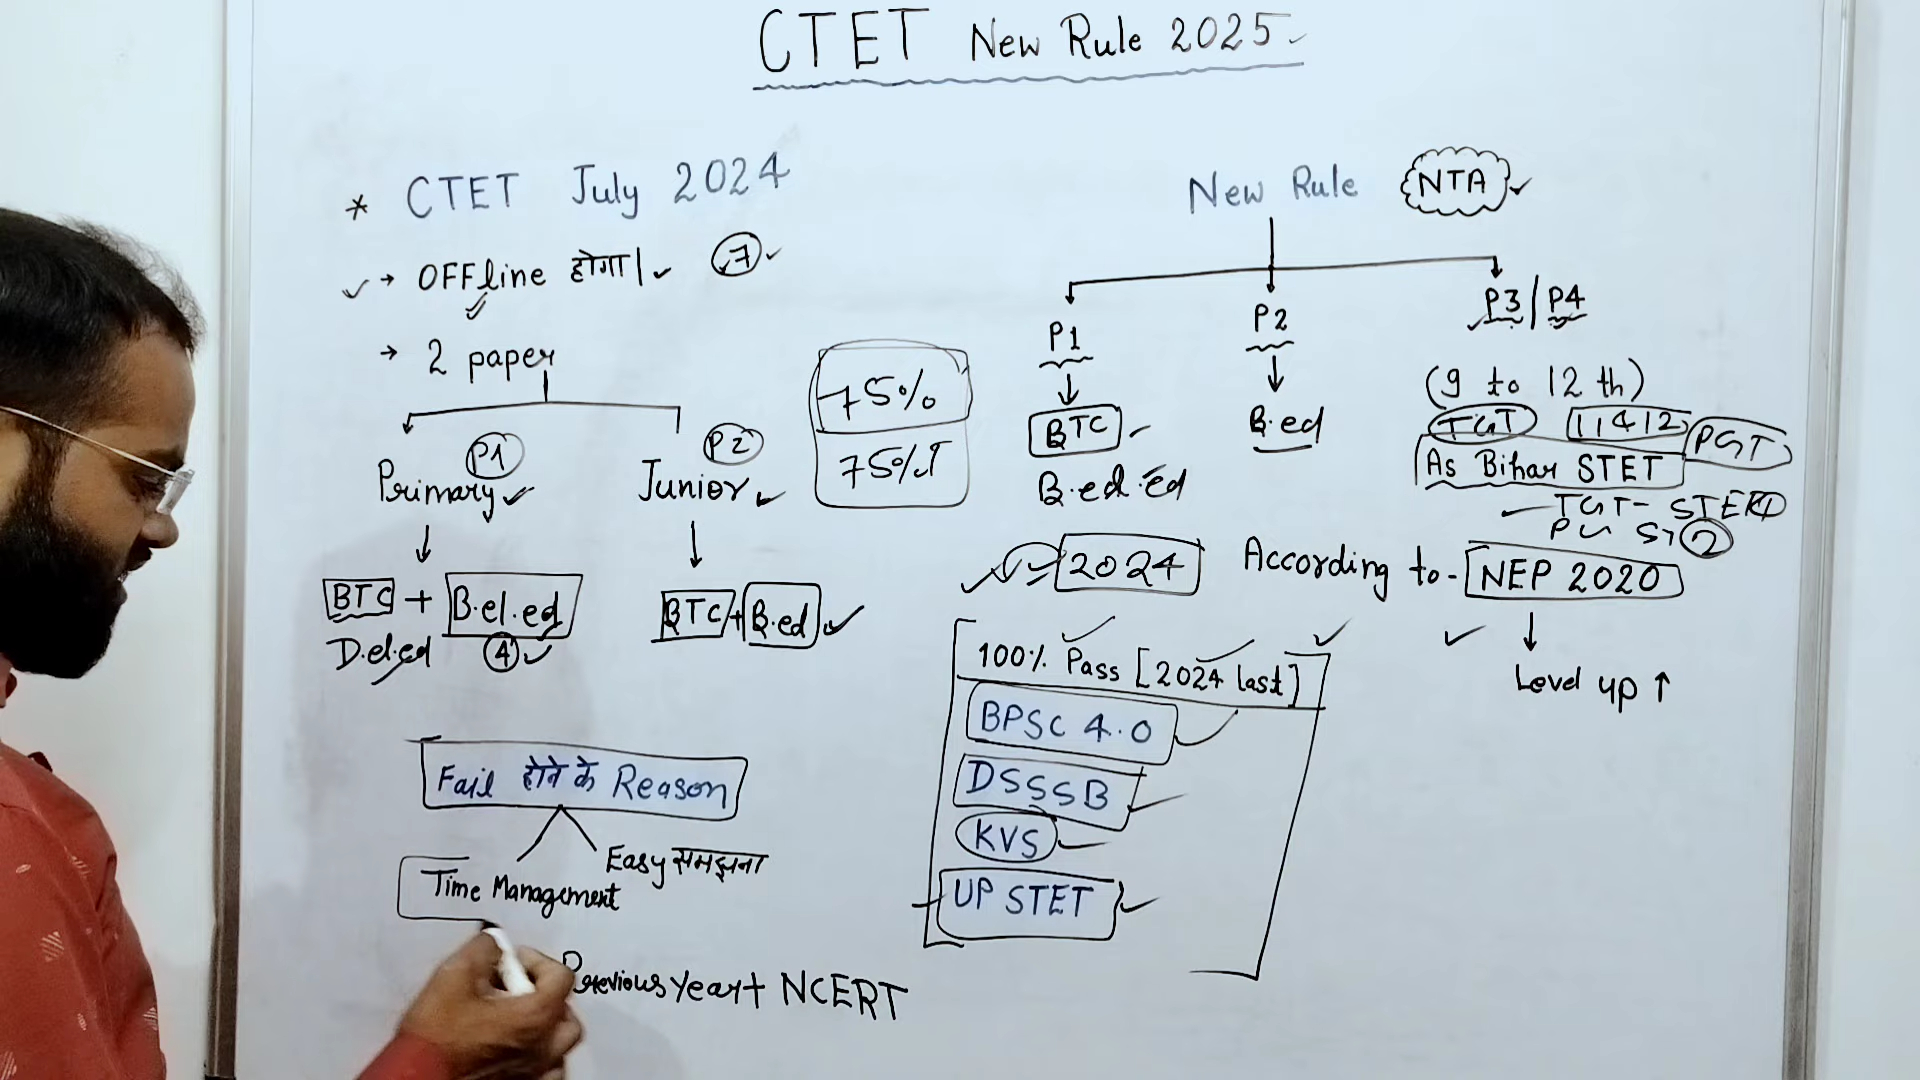 CTET New Rule 2025
* CTET July 2024
→ OFFline होगा। 7
→ 2 paper
P1
Primary
P2
Junior
BTC + B.el.ed
D.el.ed 4
BTC + B.ed
75%
75%
Fail होने के Reason
Time Management
Easy समझना
Previous Year + NCERT
New Rule NTA
P1
BTC
B.ed
P2
B.ed
P3/P4
(9 to 12 th)
TGT 11412 PGT
As Bihar STET
TGT-
2
2024
According to - NEP 2020
Level up ↑
100% Pass [2024 last]
BPSC 4.0
DSSSB
KVS
UP STET